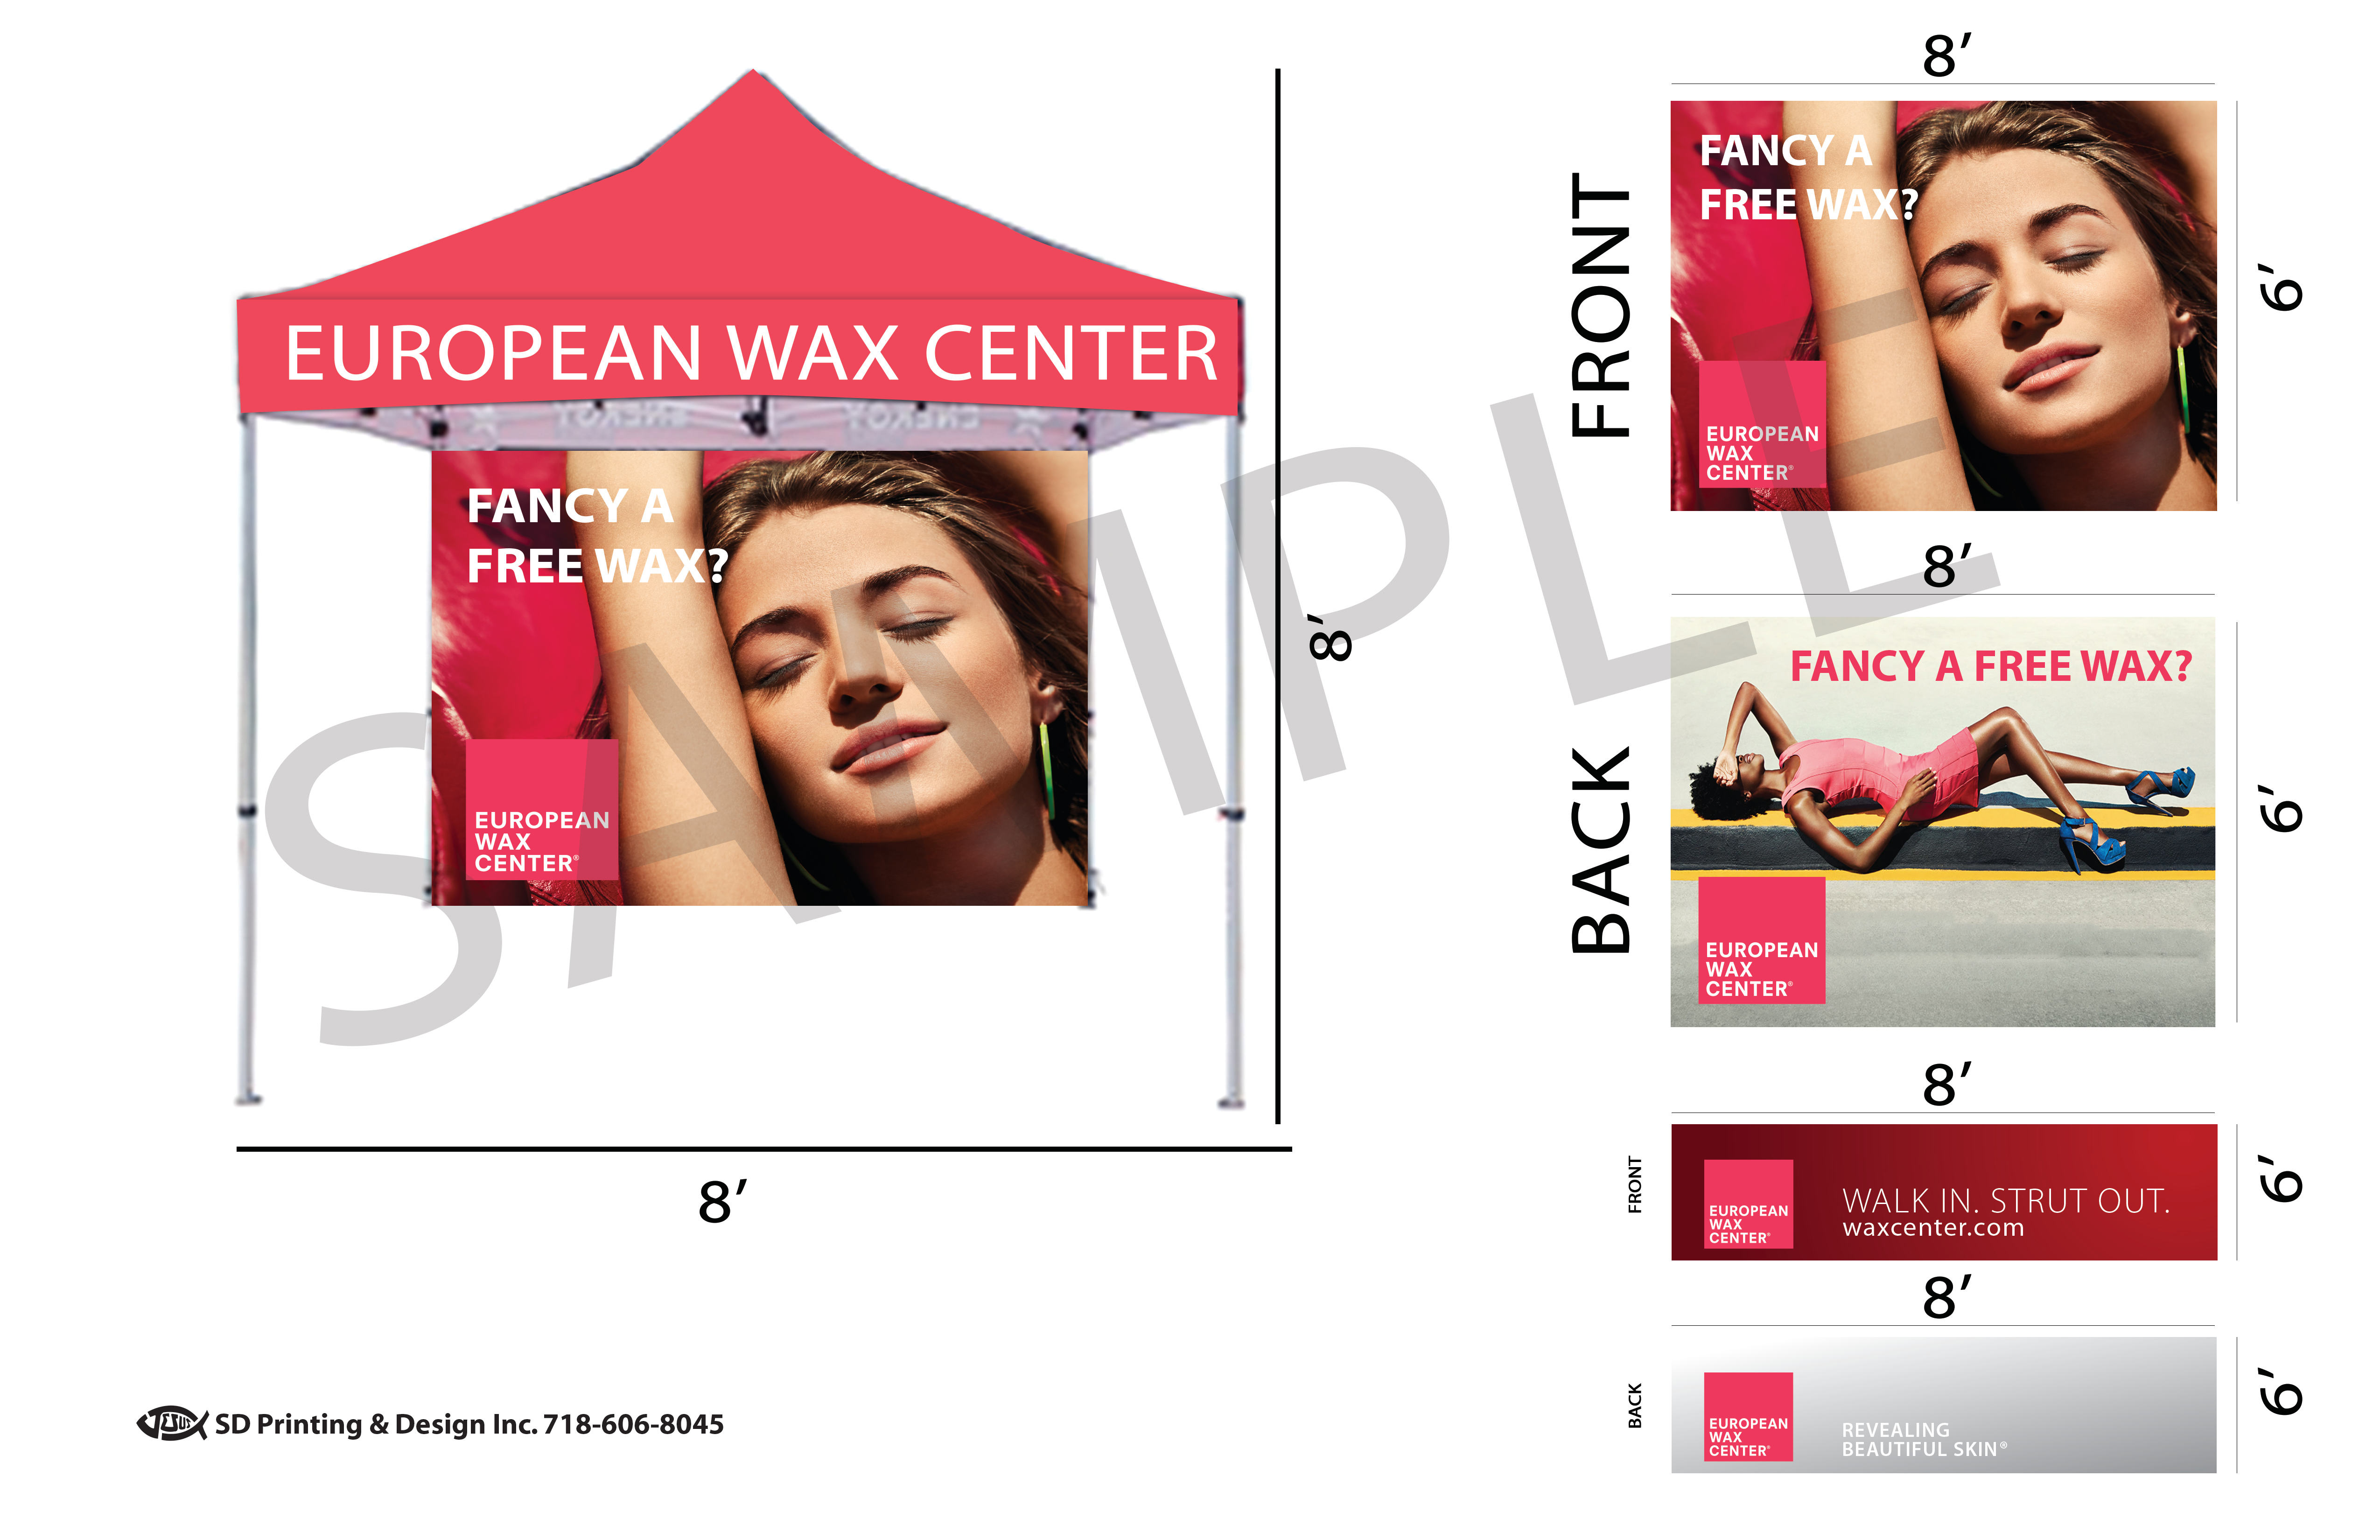 EUROPEAN WAX CENTER
FANCY A
FREE WAX?
EUROPEAN
WAX
CENTER®
8’
8’
SAMPLE
SD Printing & Design Inc. 718-606-8045
JESUS
FRONT
8’
6’
FANCY A
FREE WAX?
EUROPEAN
WAX
CENTER®
BACK
8’
6’
FANCY A FREE WAX?
EUROPEAN
WAX
CENTER®
FRONT
8’
6’
EUROPEAN
WAX
CENTER®
WALK IN. STRUT OUT.
waxcenter.com
BACK
8’
6’
EUROPEAN
WAX
CENTER®
REVEALING
BEAUTIFUL SKIN®